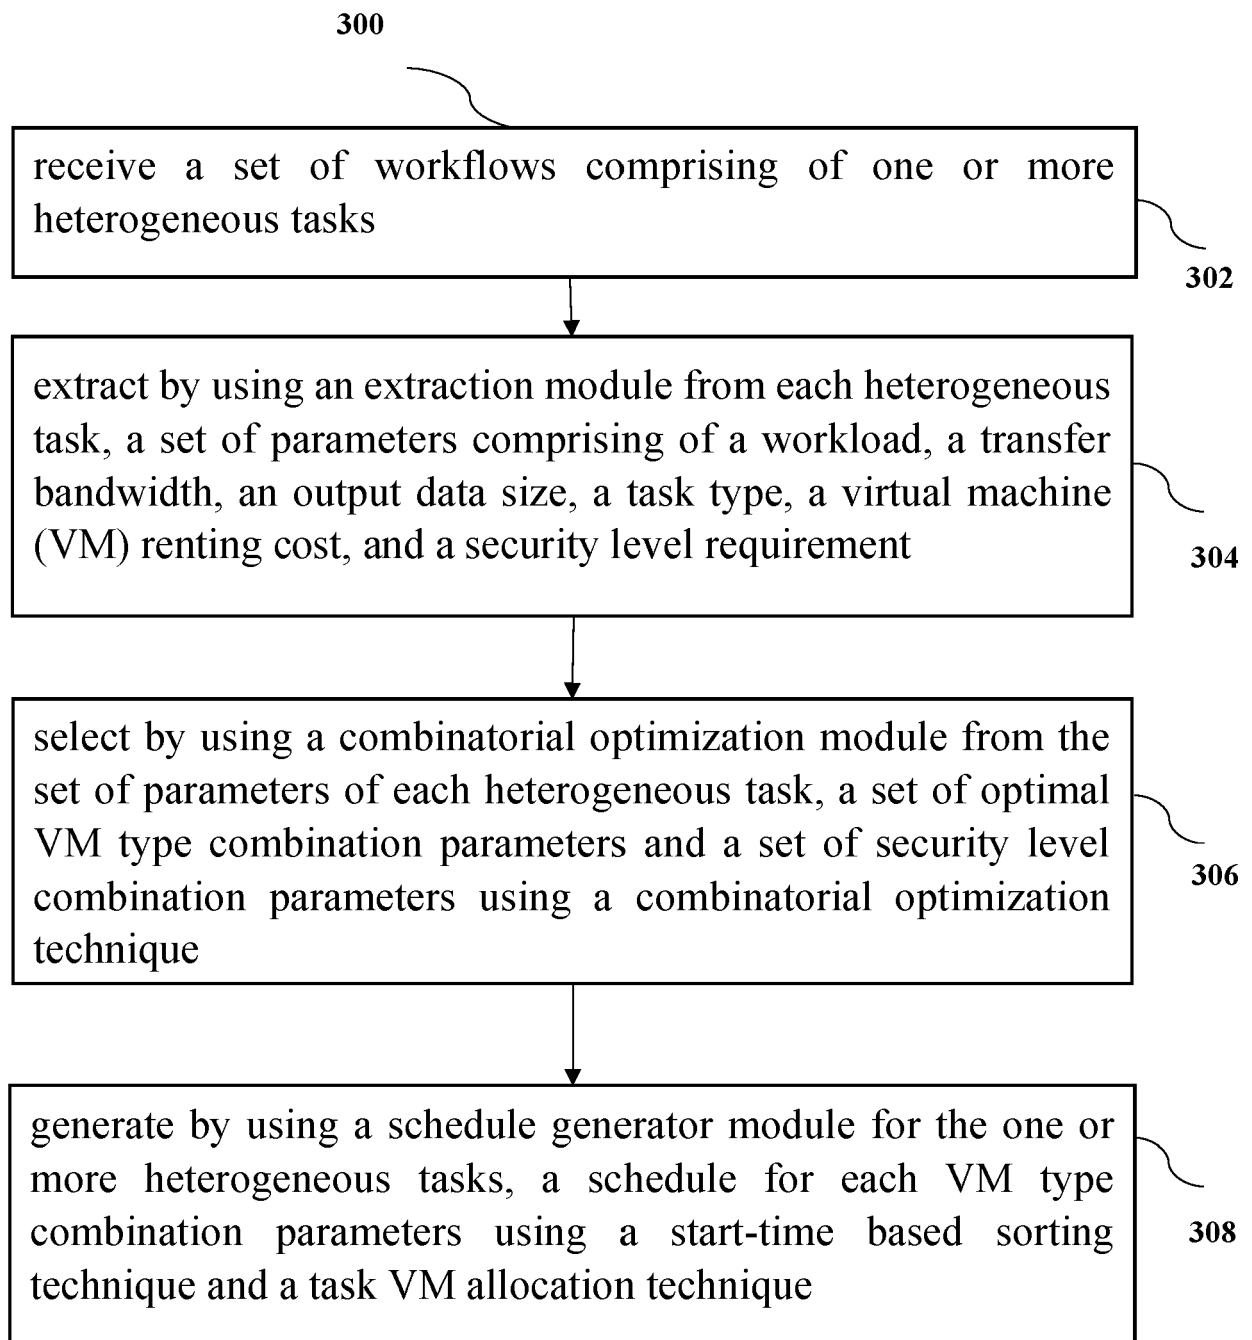 300
receive a set of workflows comprising of one or more
heterogeneous tasks
302
extract by using an extraction module from each heterogeneous
task, a set of parameters comprising of a workload, a transfer
bandwidth, an output data size, a task type, a virtual machine
(VM) renting cost, and a security level requirement
304
select by using a combinatorial optimization module from the
set of parameters of each heterogeneous task, a set of optimal
VM type combination parameters and a set of security level
combination parameters using a combinatorial optimization
technique
306
generate by using a schedule generator module for the one or
more heterogeneous tasks, a schedule for each VM type
combination parameters using a start-time based sorting
technique and a task VM allocation technique
308